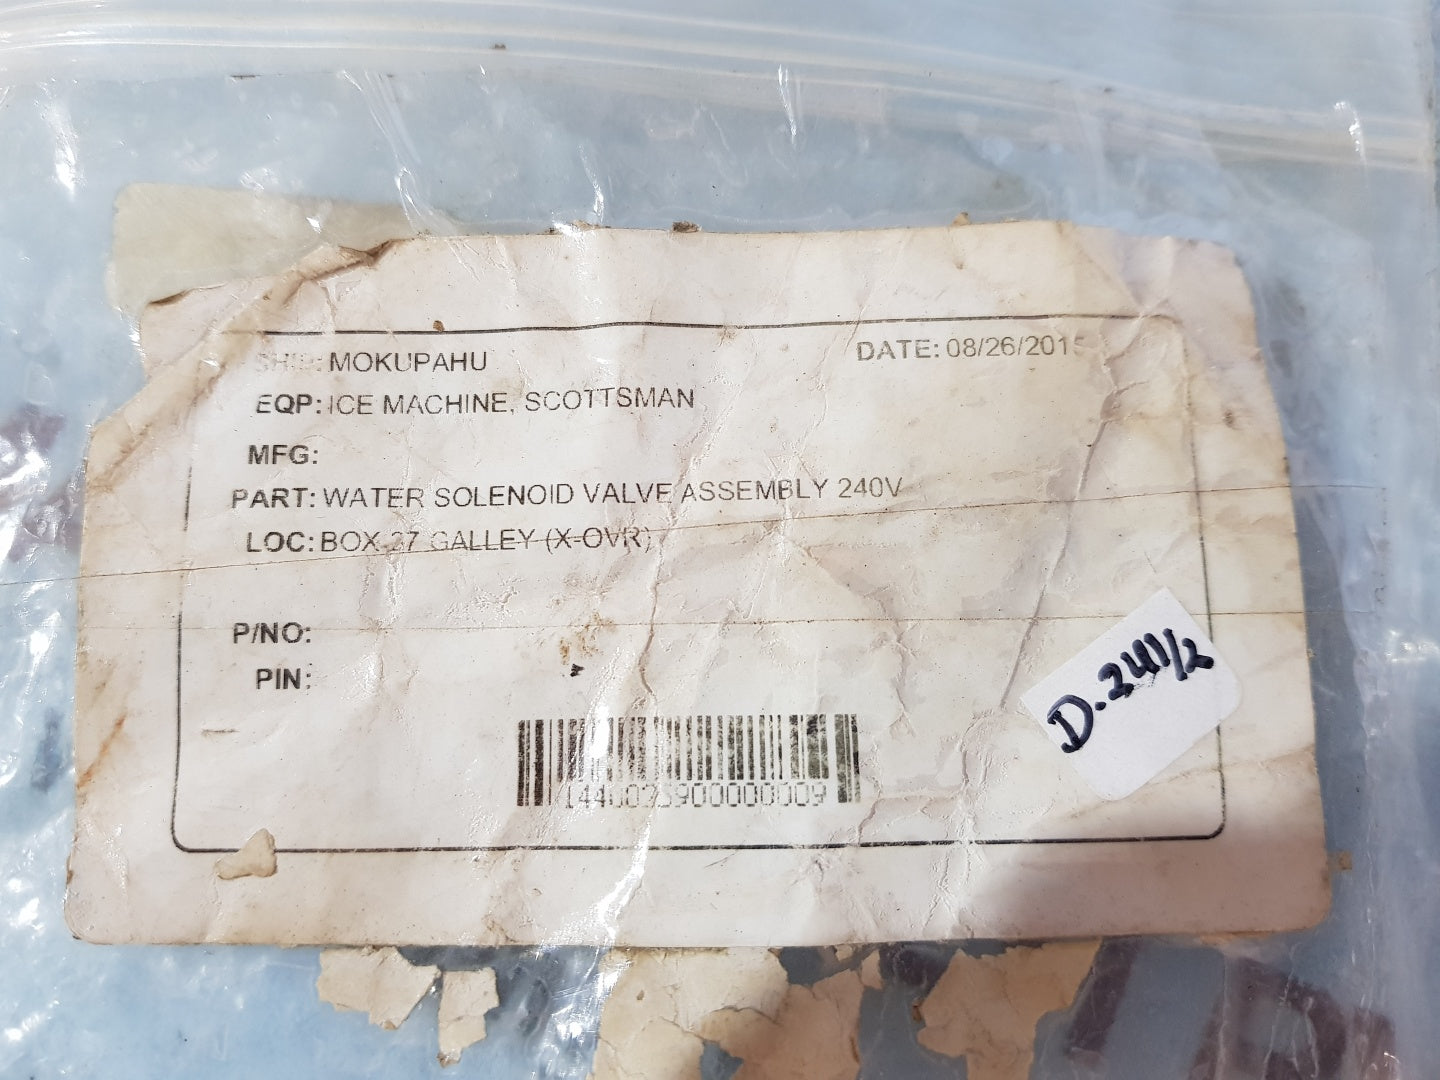 SHIP: MOKUPAHU
DATE: 08/26/2015
EQP: ICE MACHINE, SCOTTSMAN
MFG:
PART: WATER SOLENOID VALVE ASSEMBLY 240V
LOC: BOX 27 GALLEY (X-OVR)
P/NO:
PIN:
D.241/2